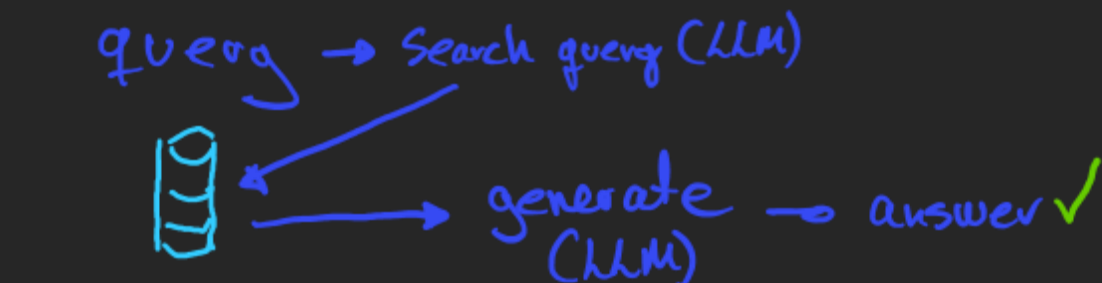 query → Search query (LLM)
generate → answer ✓
(LLM)